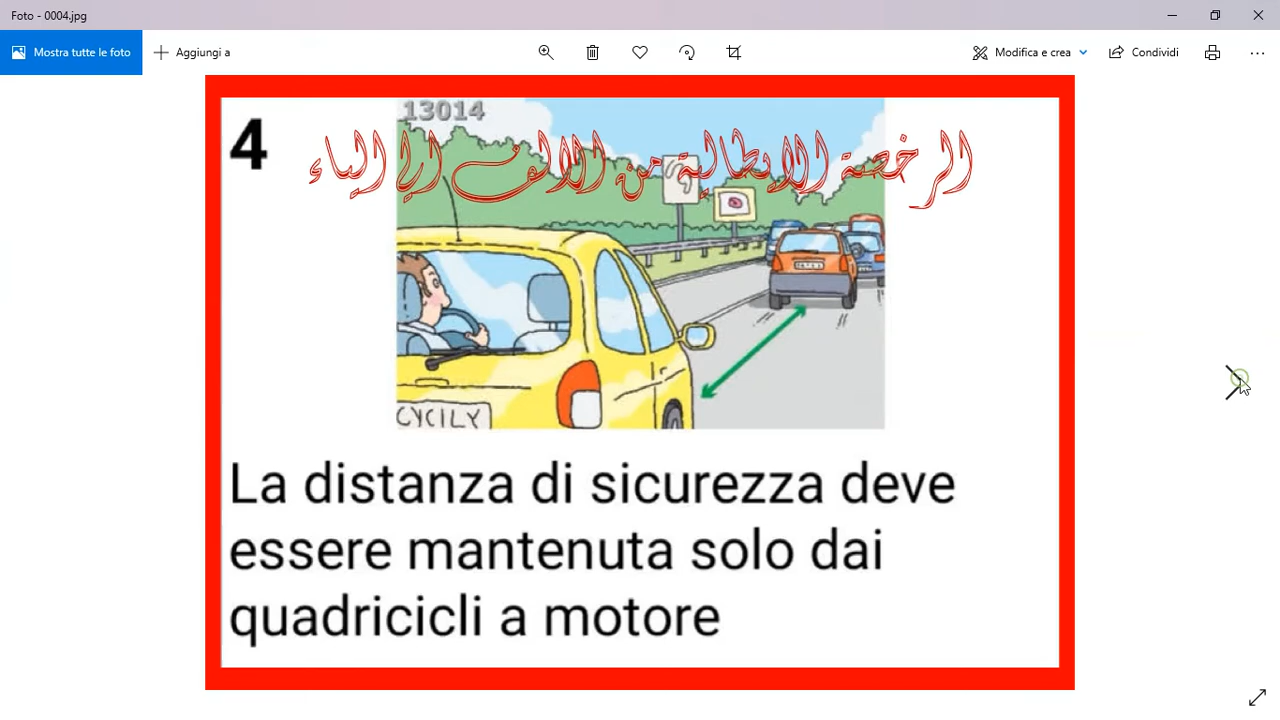 Foto - 0004.jpg
Mostra tutte le foto
Aggiungi a
Modifica e crea
Condividi
13014
4
الرخصة الايطالية من الالف الى الياء
CYCILY
La distanza di sicurezza deve
essere mantenuta solo dai
quadricicli a motore